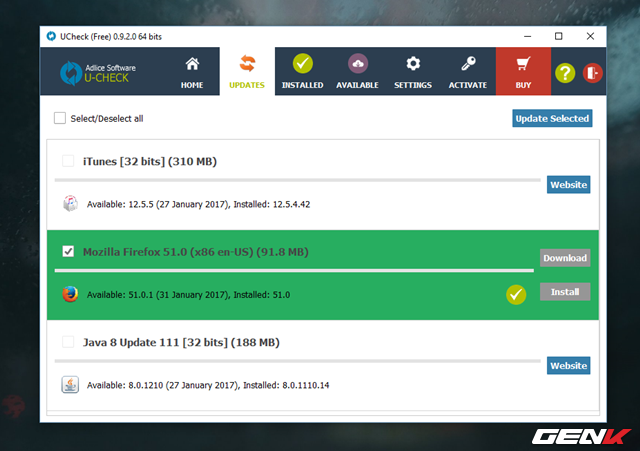 UCheck (Free) 0.9.2.0 64 bits
Adlice Software
U-CHECK
HOME
UPDATES
INSTALLED
AVAILABLE
SETTINGS
ACTIVATE
BUY
?
Select/Deselect all
Update Selected
iTunes [32 bits] (310 MB)
Website
Available: 12.5.5 (27 January 2017), Installed: 12.5.4.42
Mozilla Firefox 51.0 (x86 en-US) (91.8 MB)
Download
Available: 51.0.1 (31 January 2017), Installed: 51.0
Install
Java 8 Update 111 [32 bits] (188 MB)
Website
Available: 8.0.1210 (27 January 2017), Installed: 8.0.1110.14
GENK